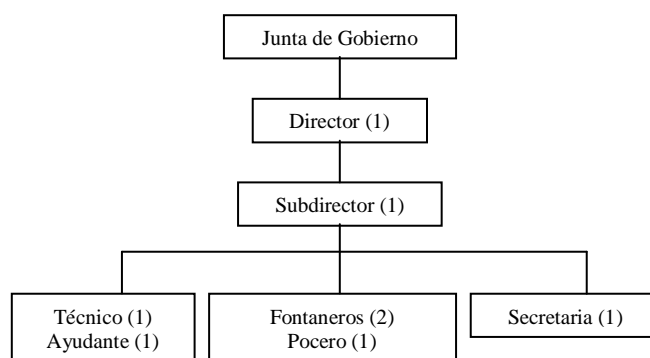 Junta de Gobierno
Director (1)
Subdirector (1)
Técnico (1)
Ayudante (1)
Fontaneros (2)
Pocero (1)
Secretaria (1)